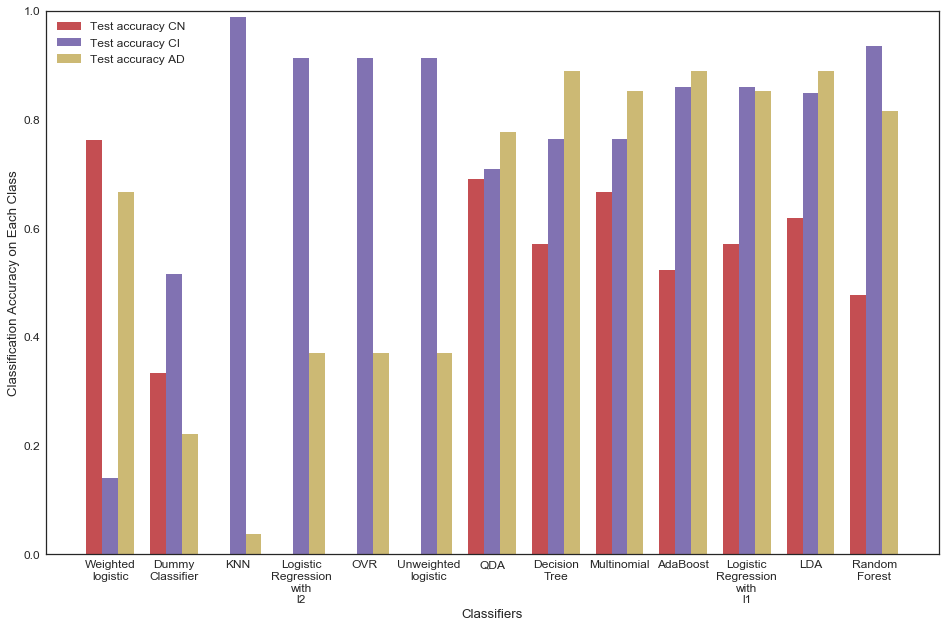 Test accuracy CN
Test accuracy CI
Test accuracy AD
Classification Accuracy on Each Class
1.0
0.8
0.6
0.4
0.2
0.0
Weighted
logistic
Dummy
Classifier
KNN
Logistic
Regression
with
l2
OVR
Unweighted
logistic
QDA
Decision
Tree
Multinomial
AdaBoost
Logistic
Regression
with
l1
LDA
Random
Forest
Classifiers